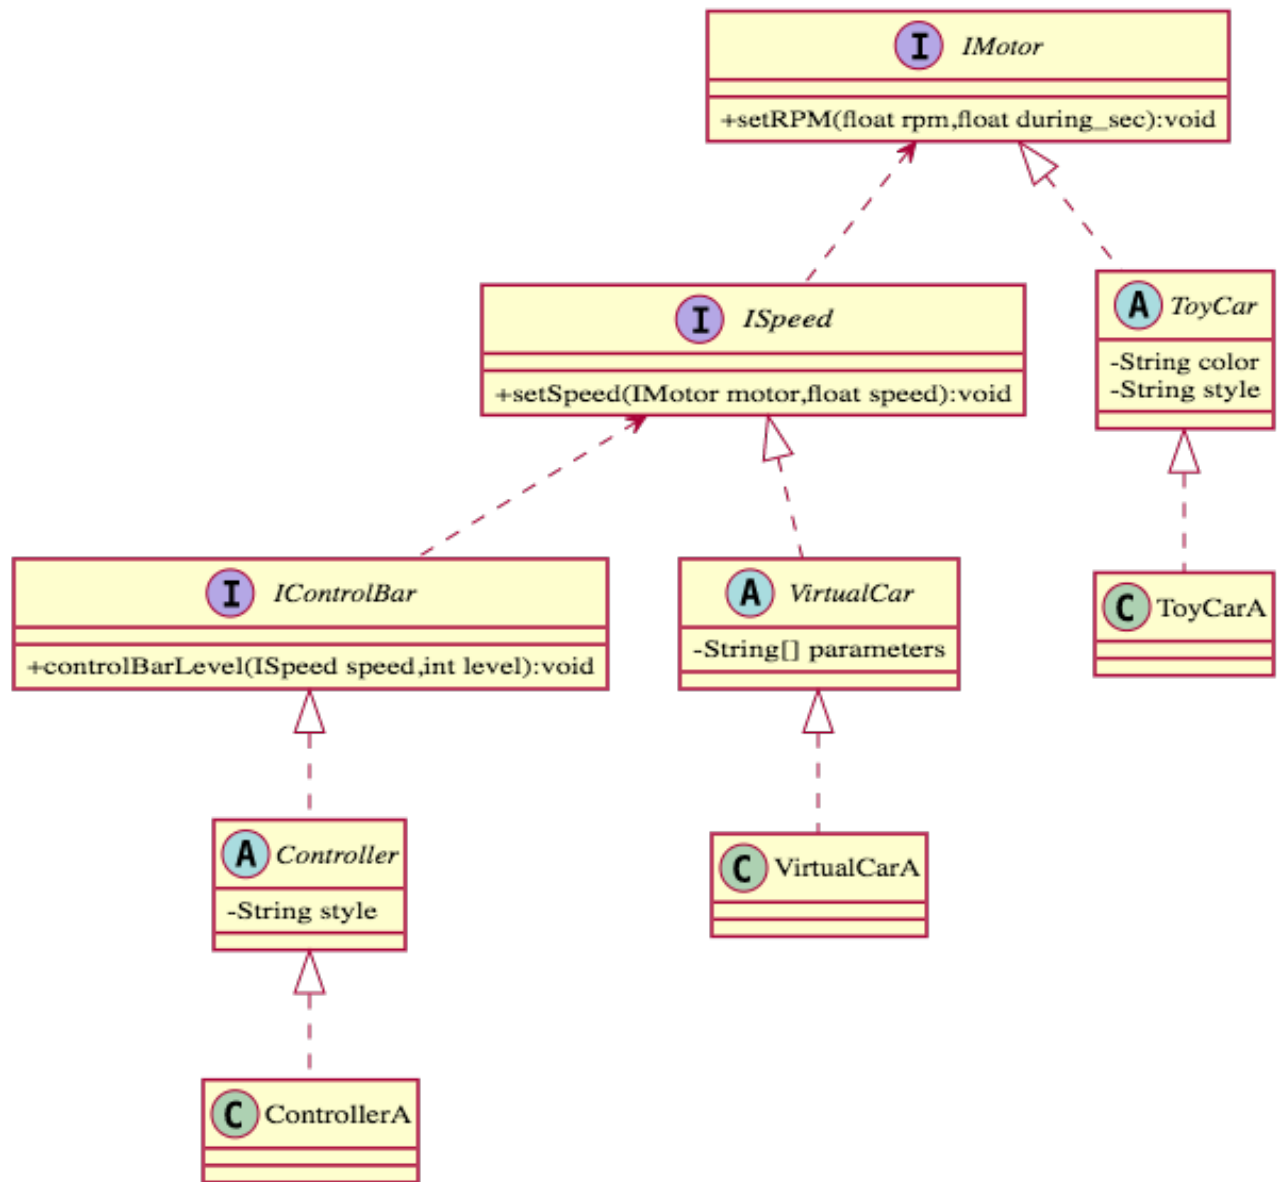 I IMotor
+setRPM(float rpm,float during_sec):void
I ISpeed
+setSpeed(IMotor motor,float speed):void
A ToyCar
-String color
-String style
I IControlBar
+controlBarLevel(ISpeed speed,int level):void
A VirtualCar
-String[] parameters
C ToyCarA
A Controller
-String style
C VirtualCarA
C ControllerA